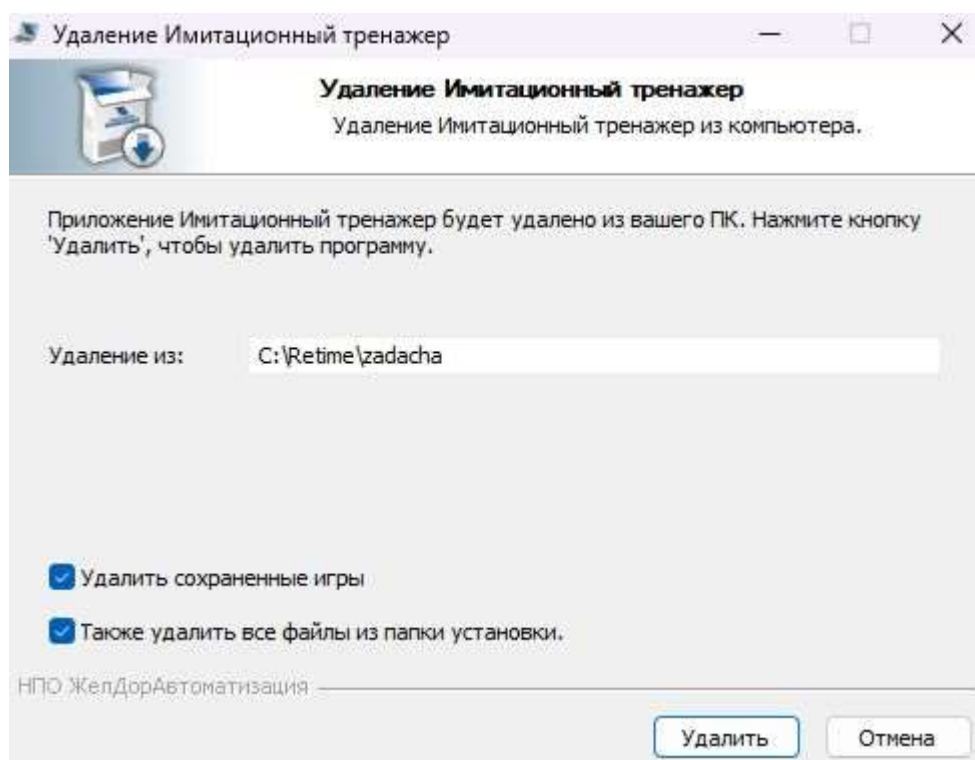 Удаление Имитационный тренажер
Удаление Имитационный тренажер
Удаление Имитационный тренажер из компьютера.
Приложение Имитационный тренажер будет удалено из вашего ПК. Нажмите кнопку
'Удалить', чтобы удалить программу.
Удаление из: C:\Retime\zadacha
Удалить сохраненные игры
Также удалить все файлы из папки установки.
НПО ЖелДорАвтоматизация
Удалить Отмена